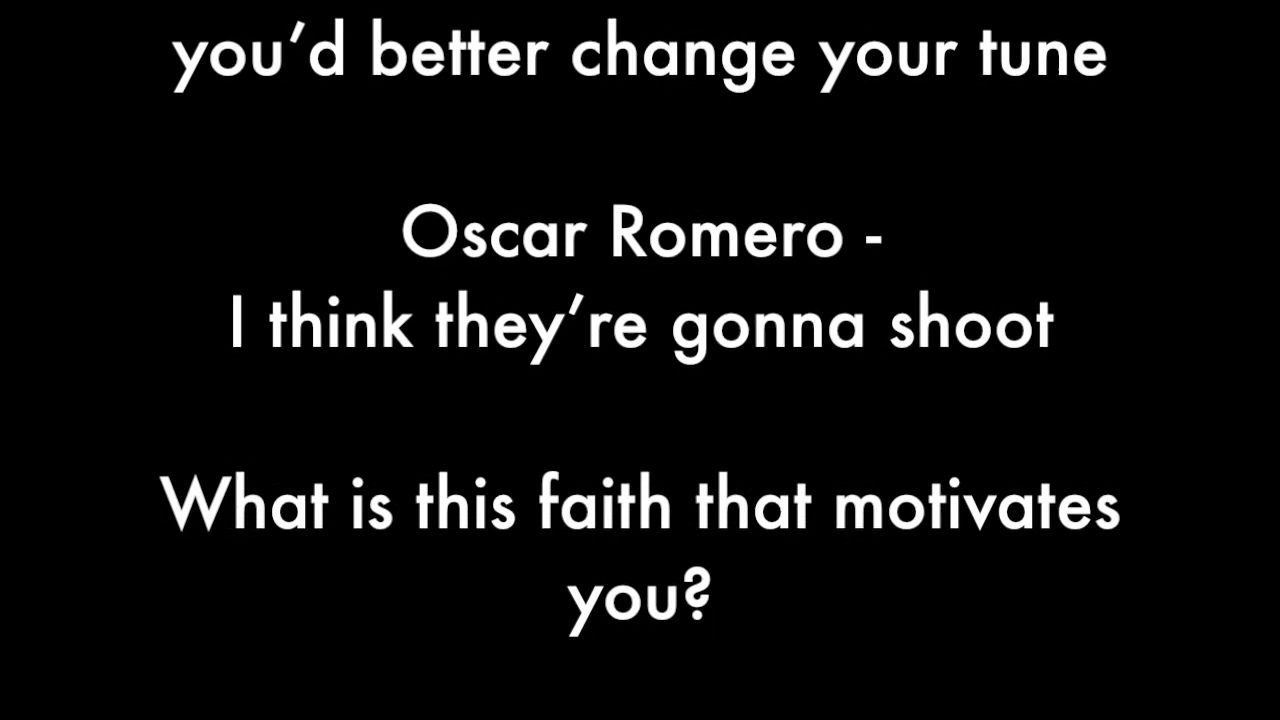 you’d better change your tune
Oscar Romero -
I think they’re gonna shoot
What is this faith that motivates
you?